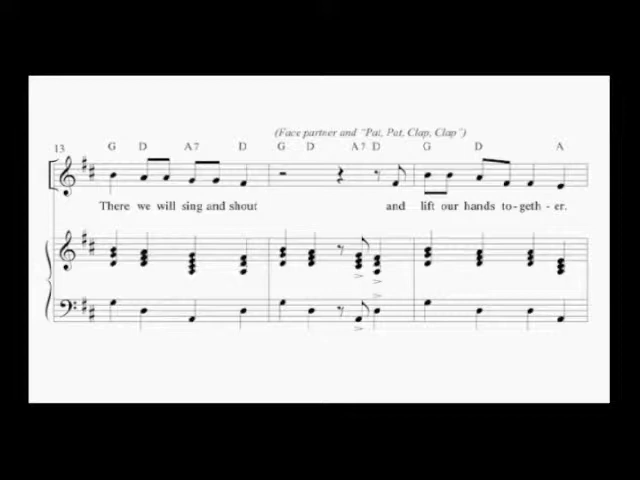 (Face partner and "Pat, Pat, Clap, Clap")
13 G D A7 D G D A7 D G D A
There we will sing and shout and lift our hands to-geth-er.